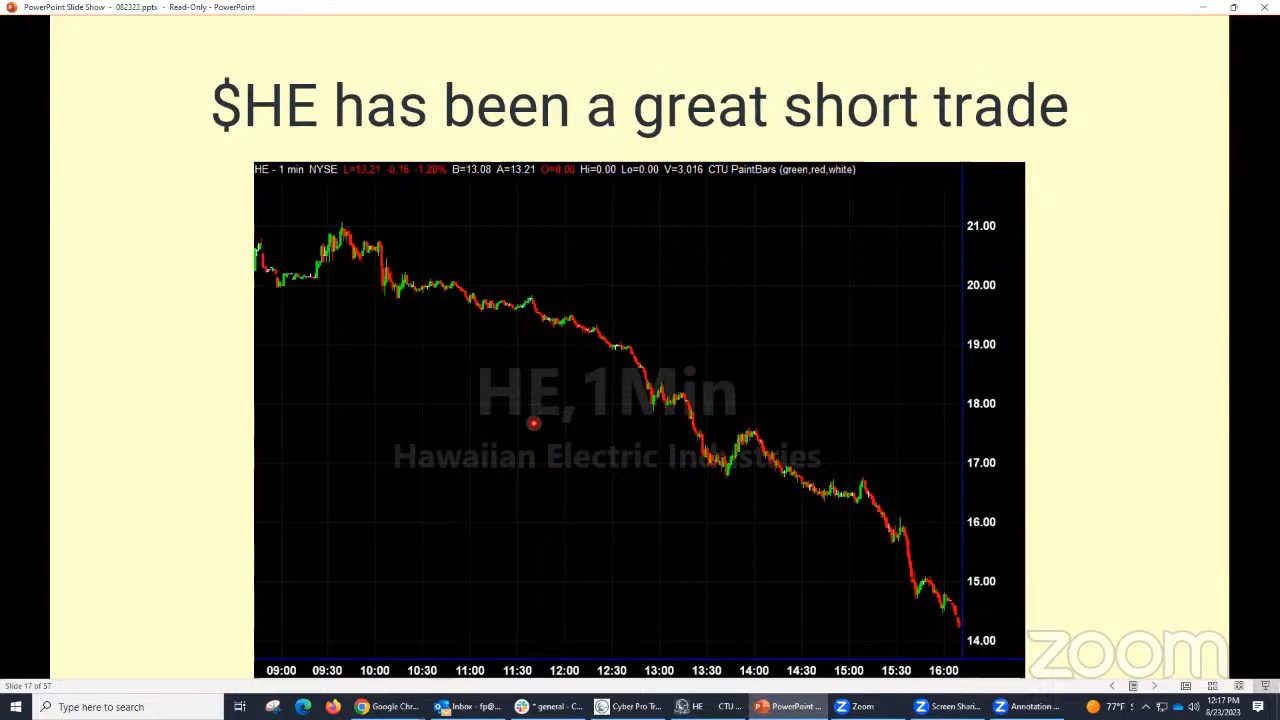 PowerPoint Slide Show - 082323.pptx - Read-Only - PowerPoint
$HE has been a great short trade
HE - 1 min NYSE L=13.21 -0.16 -1.20% B=13.08 A=13.21 O=0.00 Hi=0.00 Lo=0.00 V=3,016 CTU PaintBars (green,red,white)
21.00
20.00
19.00
HE,1Min
18.00
Hawaiian Electric Industries
17.00
16.00
15.00
14.00
zoom
09:00 09:30 10:00 10:30 11:00 11:30 12:00 12:30 13:00 13:30 14:00 14:30 15:00 15:30 16:00
Slide 17 of 57
Type here to search
Google Chr...
Inbox - fp@...
* general - C...
Cyber Pro Tr...
HE CTU ...
PowerPoint ...
Zoom
Screen Shari...
Annotation ...
77°F
12:17 PM
8/23/2023